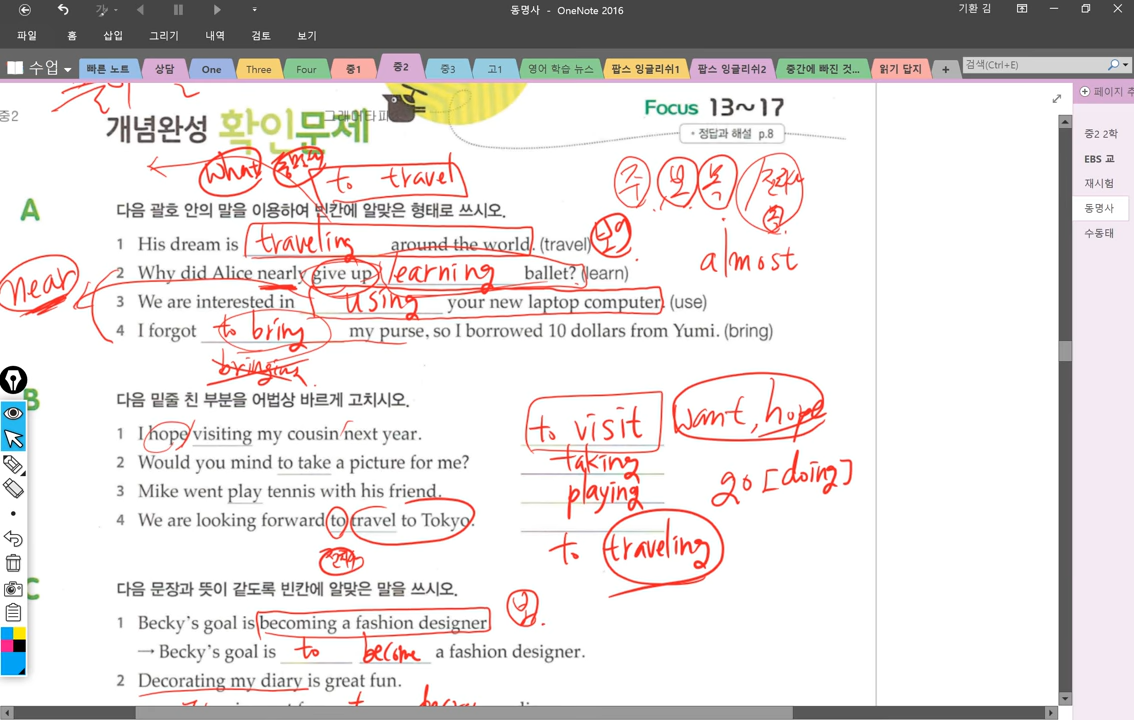 동명사 - OneNote 2016
기환 김
파일 홈 삽입 그리기 내역 검토 보기
수업 빠른 노트 상담 One Three Four 중1 중2 중3 고1 영어 학습 뉴스 팝스 잉글리쉬1 팝스 잉글리쉬2 중간에 빠진 것... 읽기 답지 + 검색(Ctrl+E)
페이지 추
중2 2학
EBS 교
재시험
동명사
수동태
중2 그래머타파
개념완성 확인문제
Focus 13~17
• 정답과 해설 p.8
what 동명사 to travel
주 보 목 전치사 목
A
다음 괄호 안의 말을 이용하여 빈칸에 알맞은 형태로 쓰시오.
1 His dream is traveling around the world. (travel) 보어
almost
2 Why did Alice nearly give up learning ballet? (learn)
near
3 We are interested in using your new laptop computer. (use)
4 I forgot to bring my purse, so I borrowed 10 dollars from Yumi. (bring)
bringing
B
다음 밑줄 친 부분을 어법상 바르게 고치시오.
want, hope
1 I hope visiting my cousin next year. to visit
2 Would you mind to take a picture for me? taking
go [doing]
3 Mike went play tennis with his friend. playing
4 We are looking forward to travel to Tokyo. to traveling
전치사
C
다음 문장과 뜻이 같도록 빈칸에 알맞은 말을 쓰시오.
1 Becky's goal is becoming a fashion designer. 보
→ Becky's goal is to become a fashion designer.
2 Decorating my diary is great fun.